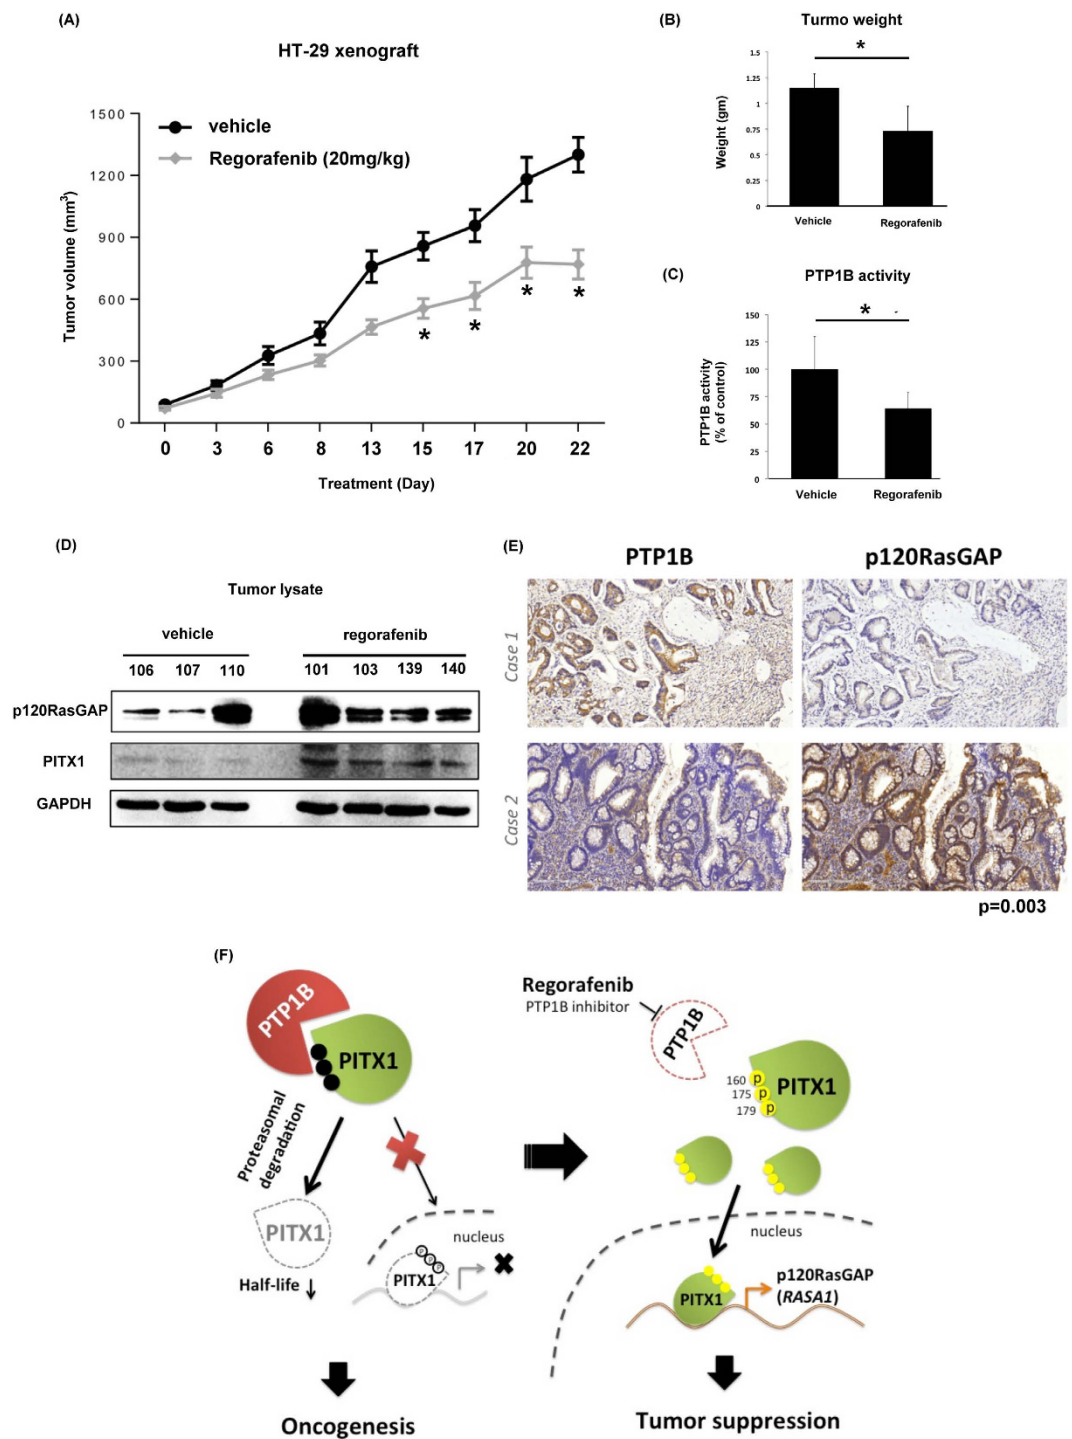 (A)
HT-29 xenograft
vehicle
Regorafenib (20mg/kg)
Tumor volume (mm³)
1500
1200
900
600
300
0
* * * *
0 3 6 8 13 15 17 20 22
Treatment (Day)
(B)
Turmo weight
*
Weight (gm)
1.5
1.25
1
0.75
0.5
0.25
0
Vehicle Regorafenib
(C)
PTP1B activity
*
PTP1B activity
(% of control)
150
125
100
75
50
25
0
Vehicle Regorafenib
(D)
Tumor lysate
vehicle regorafenib
106 107 110 101 103 139 140
p120RasGAP
PITX1
GAPDH
(E)
PTP1B p120RasGAP
Case 1
Case 2
p=0.003
(F)
PTP1B
PITX1
Proteasomal
degradation
PITX1
Half-life ↓
nucleus
P P P
PITX1
Oncogenesis
Regorafenib
PTP1B inhibitor
PTP1B
PITX1
160 p
175 p
179 p
nucleus
PITX1
p120RasGAP
(RASA1)
Tumor suppression